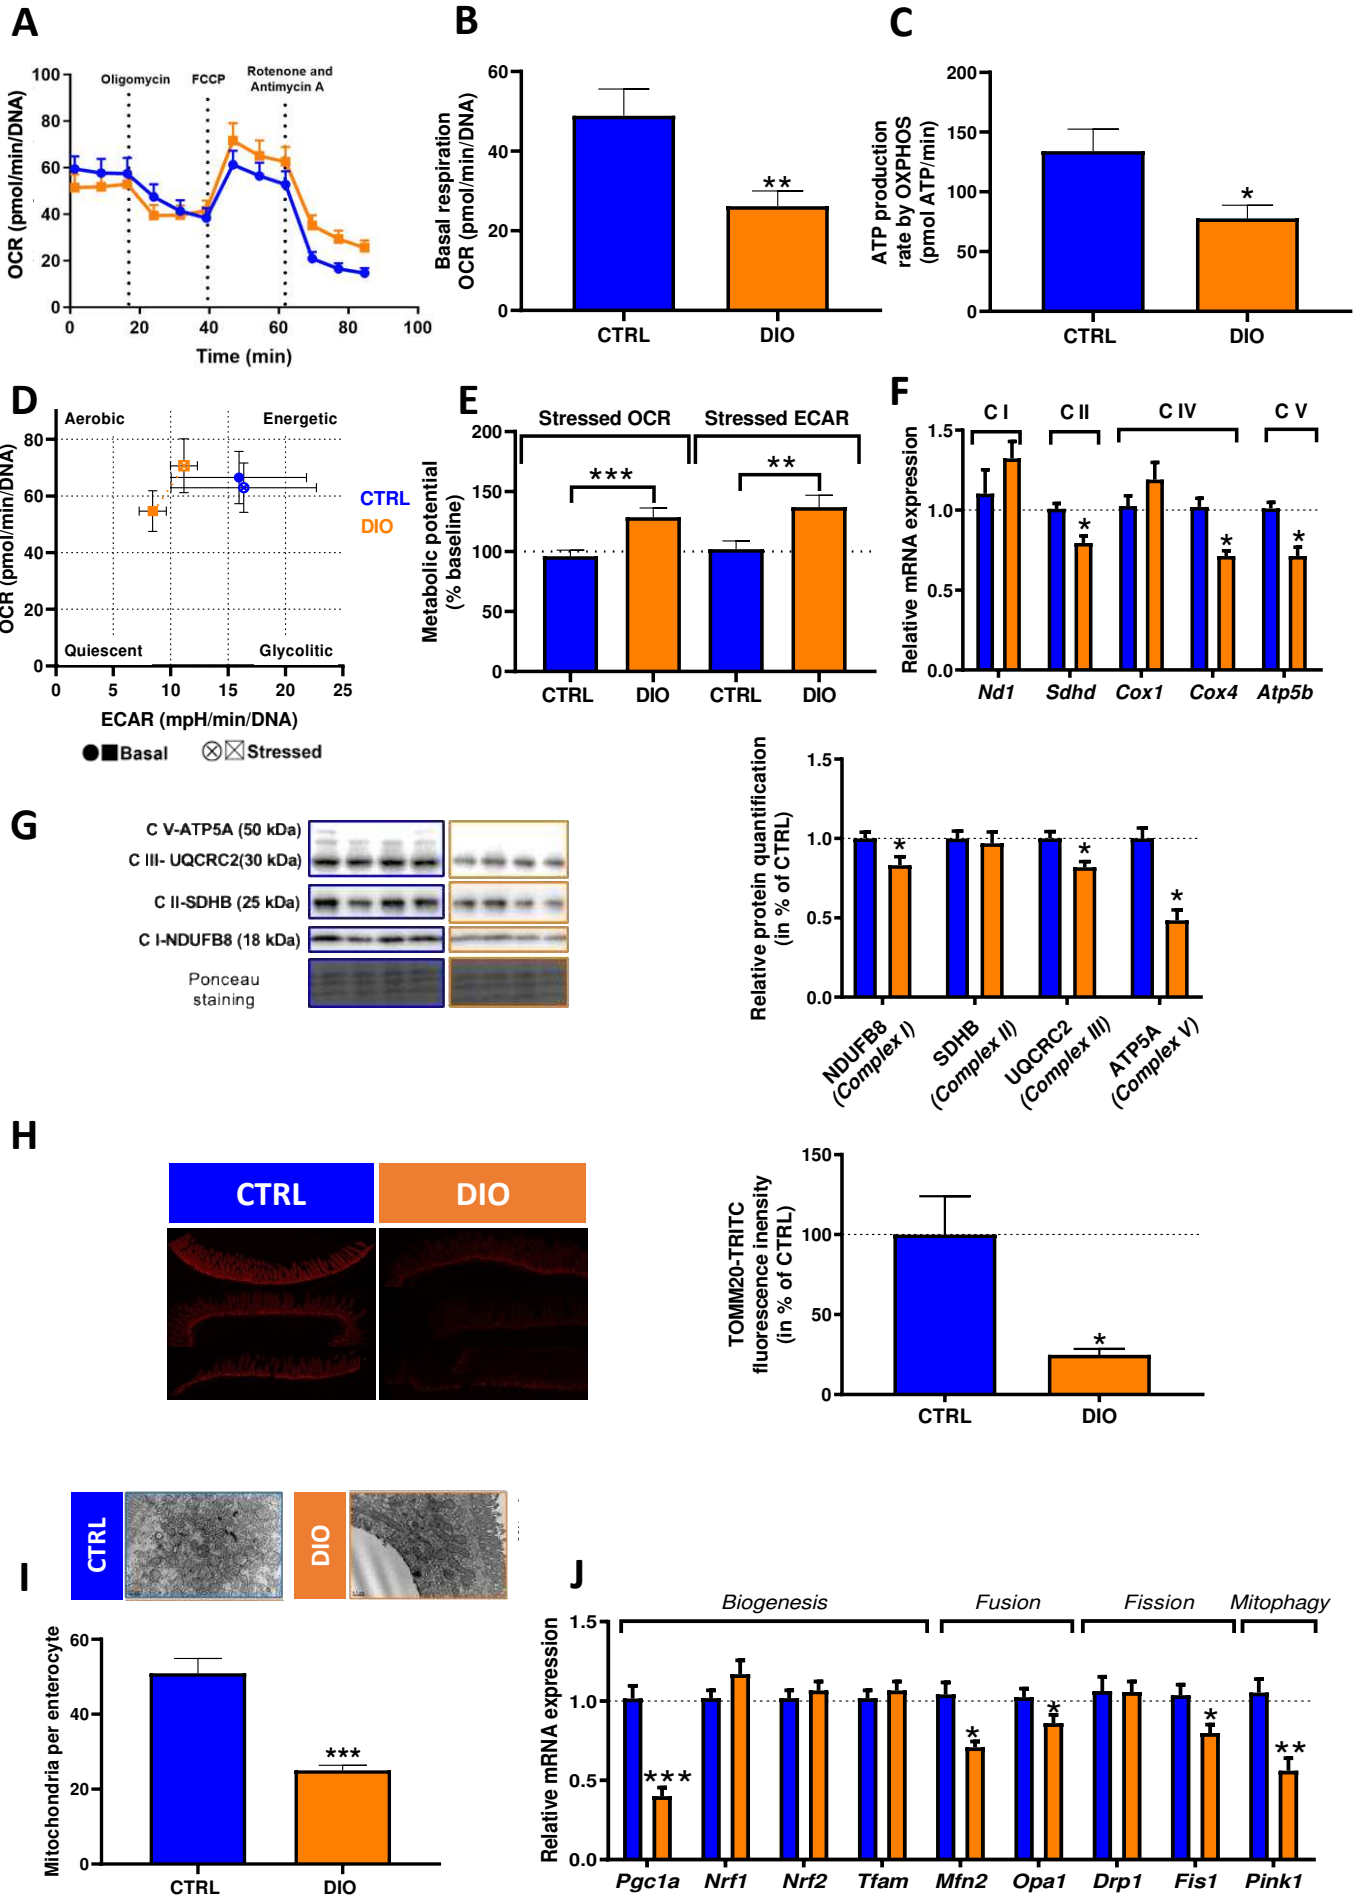 A
OCR (pmol/min/DNA)
100
80
60
40
20
0
Oligomycin
FCCP
Rotenone and
Antimycin A
0 20 40 60 80 100
Time (min)
B
Basal respiration
OCR (pmol/min/DNA)
60
40
20
0
**
CTRL DIO
C
ATP production
rate by OXPHOS
(pmol ATP/min)
200
150
100
50
0
*
CTRL DIO
D
OCR (pmol/min/DNA)
80
60
40
20
0
Aerobic Energetic
Quiescent Glycolitic
0 5 10 15 20 25
ECAR (mpH/min/DNA)
Basal Stressed
CTRL
DIO
E
Metabolic potential
(% baseline)
200
150
100
50
0
Stressed OCR Stressed ECAR
*** **
CTRL DIO CTRL DIO
F
Relative mRNA expression
1.5
1.0
0.5
0.0
C I C II C IV C V
* * *
Nd1 Sdhd Cox1 Cox4 Atp5b
G
C V-ATP5A (50 kDa)
C III- UQCRC2(30 kDa)
C II-SDHB (25 kDa)
C I-NDUFB8 (18 kDa)
Ponceau
staining
Relative protein quantification
(in % of CTRL)
1.5
1.0
0.5
0.0
* * *
NDUFB8
(Complex I)
SDHB
(Complex II)
UQCRC2
(Complex III)
ATP5A
(Complex V)
H
CTRL DIO
TOMM20-TRITC
fluorescence inensity
(in % of CTRL)
150
100
50
0
*
CTRL DIO
I
CTRL
DIO
Mitochondria per enterocyte
60
40
20
0
***
CTRL DIO
J
Relative mRNA expression
1.5
1.0
0.5
0.0
Biogenesis Fusion Fission Mitophagy
*** * * * **
Pgc1a Nrf1 Nrf2 Tfam Mfn2 Opa1 Drp1 Fis1 Pink1